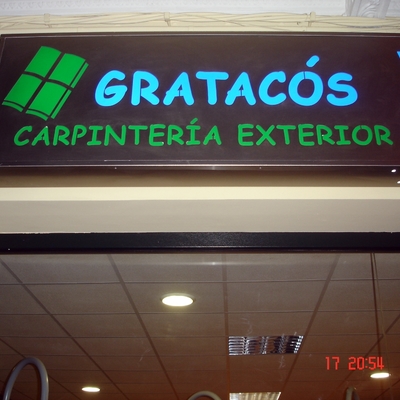 GRATACÓS
CARPINTERÍA EXTERIOR
17 20:54